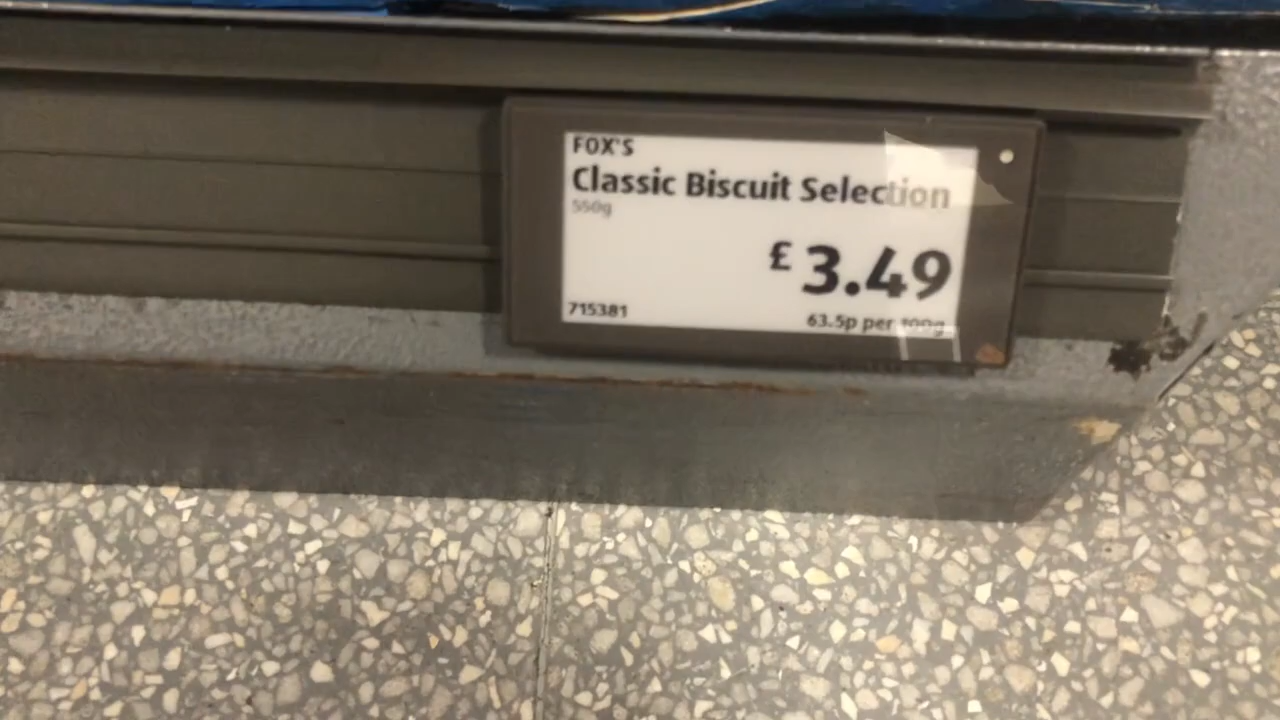 FOX'S
Classic Biscuit Selection
550g
£3.49
715381
63.5p per 100g